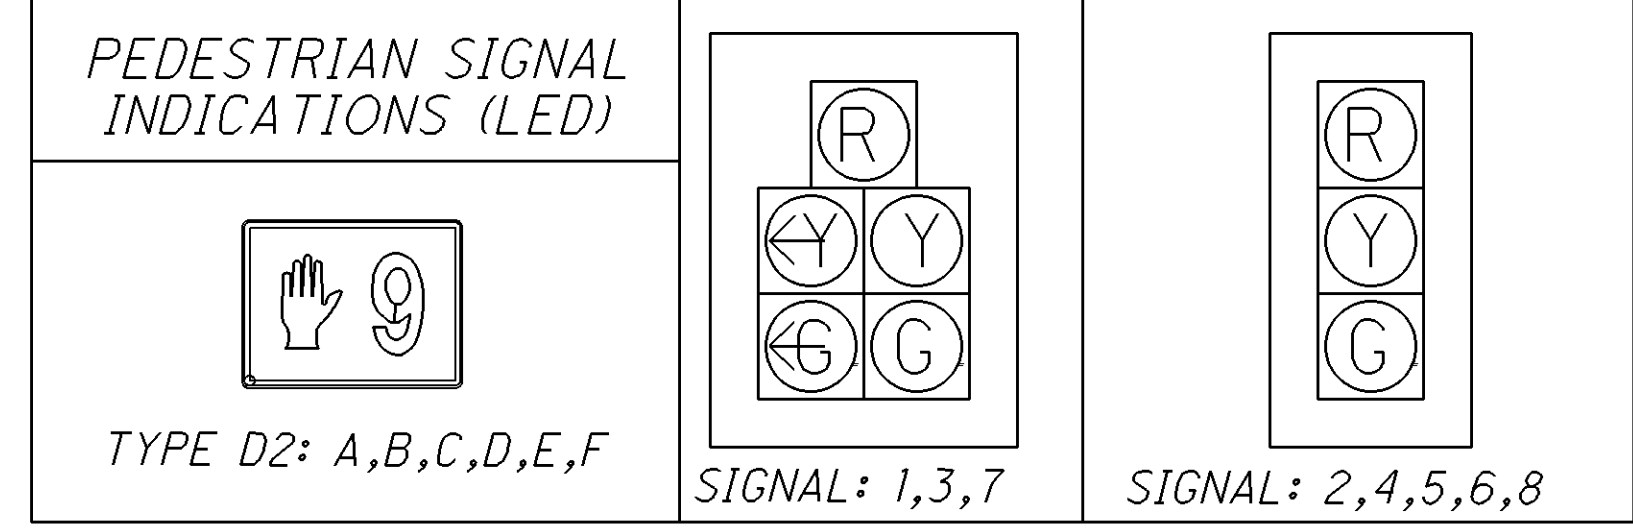 PEDESTRIAN SIGNAL
INDICATIONS (LED)
9
TYPE D2: A,B,C,D,E,F
R
Y Y
G G
SIGNAL: 1,3,7
R
Y
G
SIGNAL: 2,4,5,6,8